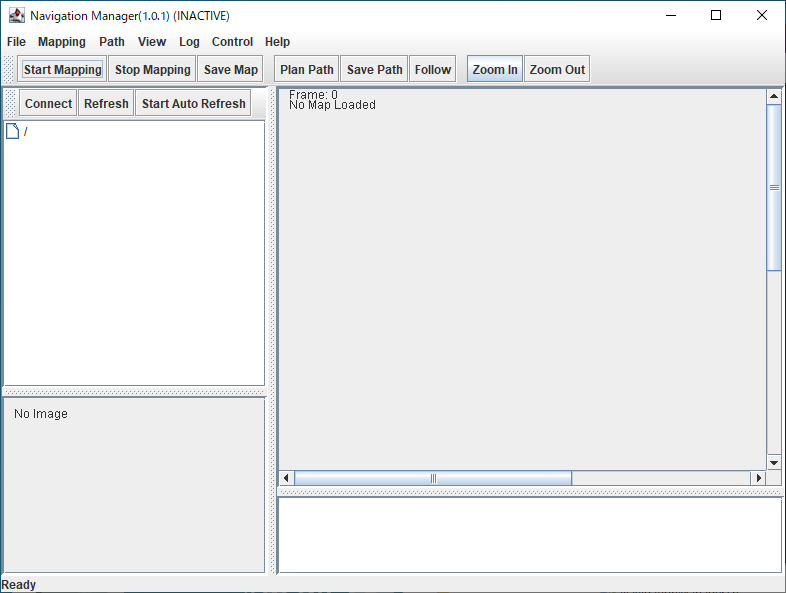 Navigation Manager(1.0.1) (INACTIVE)
File Mapping Path View Log Control Help
Start Mapping Stop Mapping Save Map Plan Path Save Path Follow Zoom In Zoom Out
Connect Refresh Start Auto Refresh
/
Frame: 0
No Map Loaded
No Image
Ready